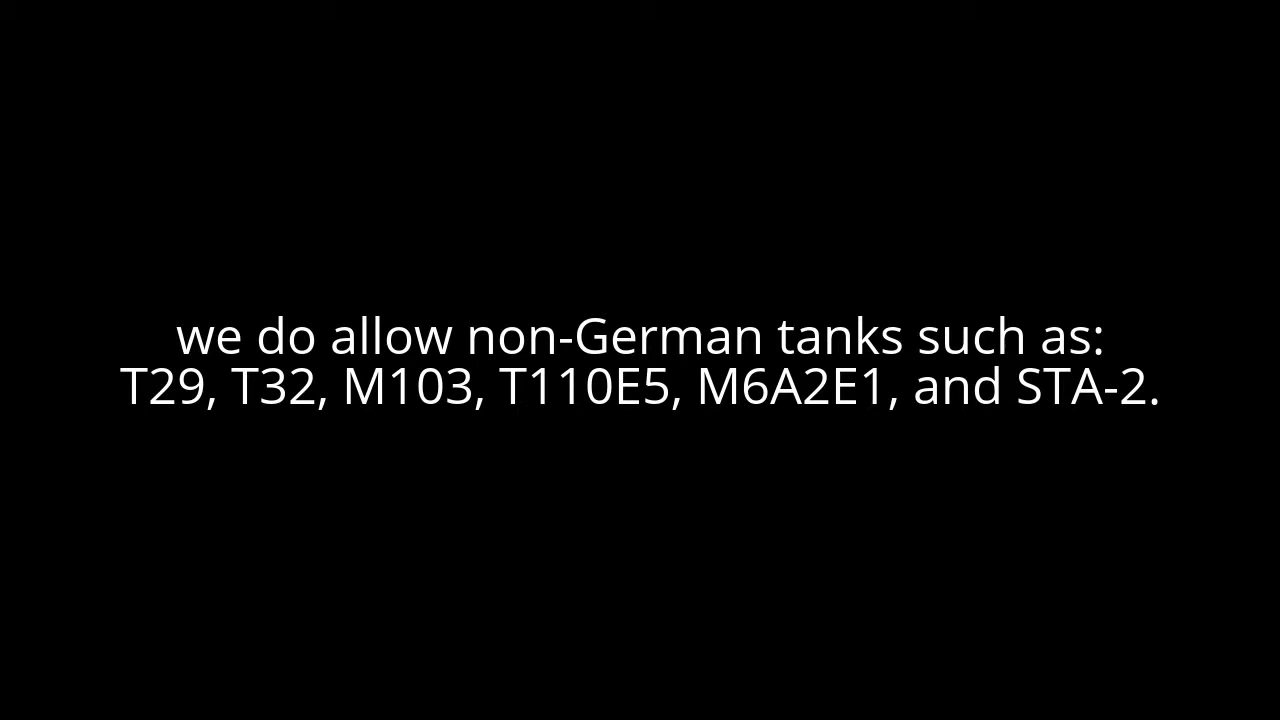 we do allow non-German tanks such as:
T29, T32, M103, T110E5, M6A2E1, and STA-2.